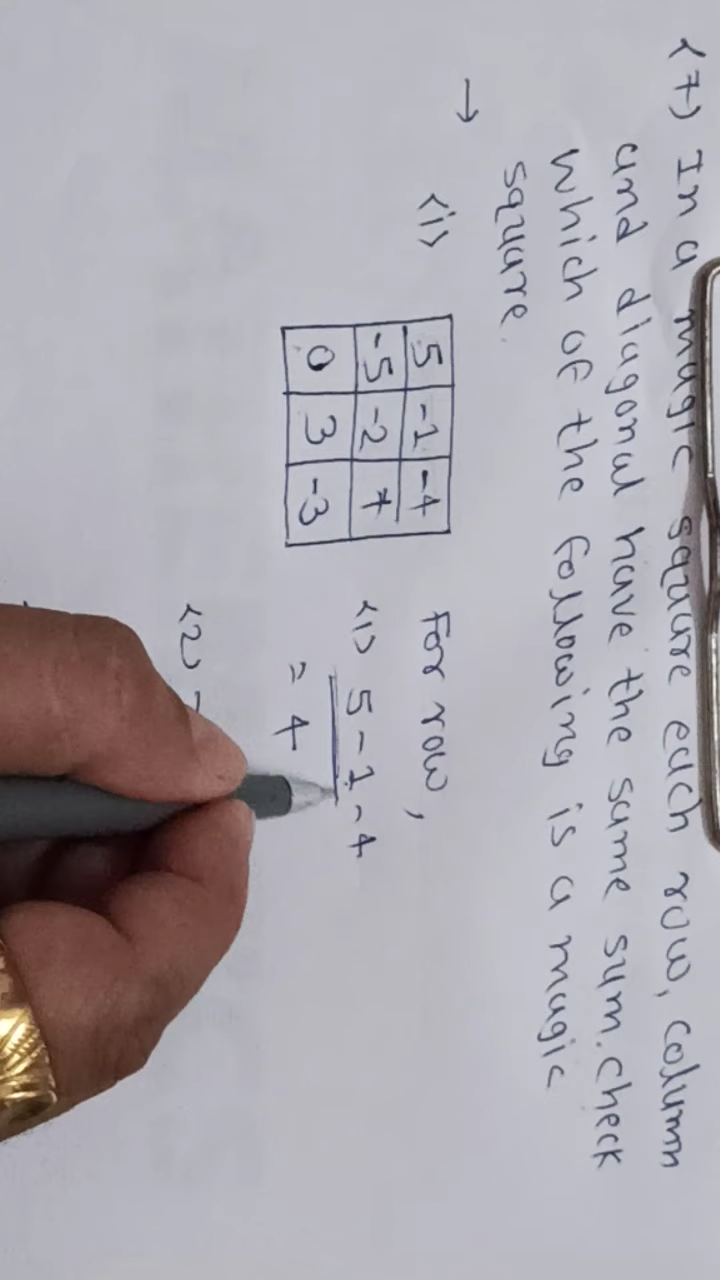 (7) In a magic square each row, column
and diagonal have the same sum. check
which of the following is a magic
square.
→ (i)
5 -1 -4
-5 -2 7
0 3 -3
For row,
(1) 5-1-4
= 4
(2) -